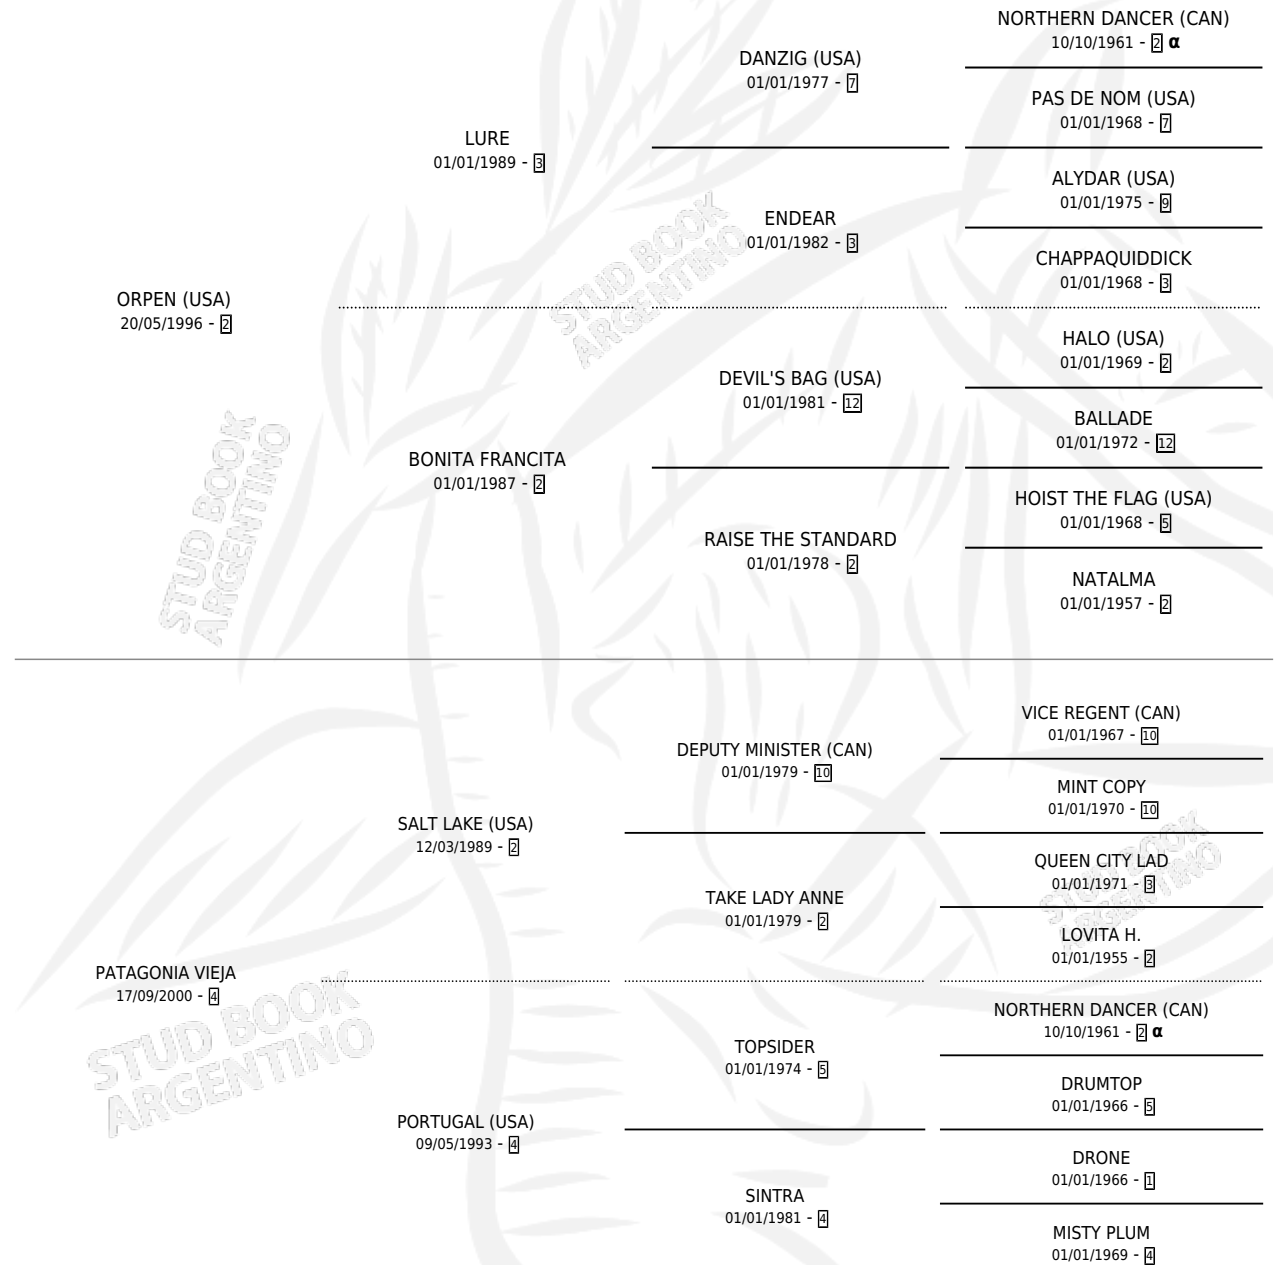 NORTHERN DANCER (CAN)
10/10/1961 - 2 α
DANZIG (USA)
01/01/1977 - 7
PAS DE NOM (USA)
01/01/1968 - 7
LURE
01/01/1989 - 3
ALYDAR (USA)
01/01/1975 - 9
ENDEAR
01/01/1982 - 3
CHAPPAQUIDDICK
01/01/1968 - 3
ORPEN (USA)
20/05/1996 - 2
HALO (USA)
01/01/1969 - 2
DEVIL'S BAG (USA)
01/01/1981 - 12
BALLADE
01/01/1972 - 12
BONITA FRANCITA
01/01/1987 - 2
HOIST THE FLAG (USA)
01/01/1968 - 5
RAISE THE STANDARD
01/01/1978 - 2
NATALMA
01/01/1957 - 2
VICE REGENT (CAN)
01/01/1967 - 10
DEPUTY MINISTER (CAN)
01/01/1979 - 10
MINT COPY
01/01/1970 - 10
SALT LAKE (USA)
12/03/1989 - 2
QUEEN CITY LAD
01/01/1971 - 3
TAKE LADY ANNE
01/01/1979 - 2
LOVITA H.
01/01/1955 - 2
PATAGONIA VIEJA
17/09/2000 - 4
NORTHERN DANCER (CAN)
10/10/1961 - 2 α
TOPSIDER
01/01/1974 - 5
DRUMTOP
01/01/1966 - 5
PORTUGAL (USA)
09/05/1993 - 4
DRONE
01/01/1966 - 1
SINTRA
01/01/1981 - 4
MISTY PLUM
01/01/1969 - 4
STUD BOOK
ARGENTINO
STUD BOOK
ARGENTINO
STUD BOOK
ARGENTINO
STUD BOOK
ARGENTINO